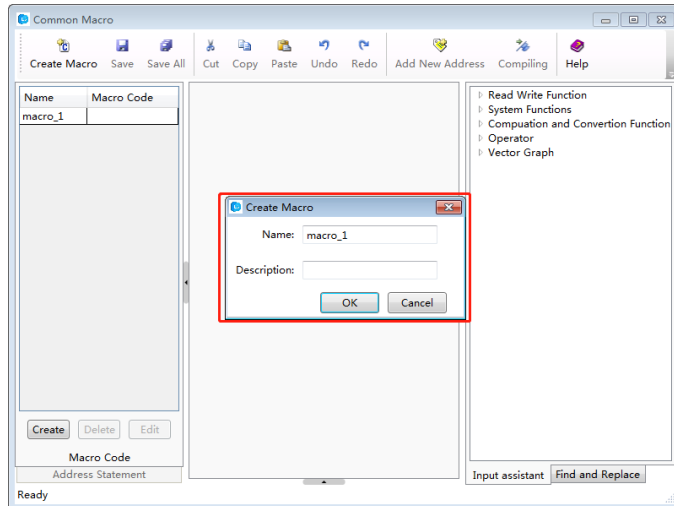 Common Macro
Create Macro Save Save All Cut Copy Paste Undo Redo Add New Address Compiling Help
Name Macro Code
macro_1
Read Write Function
System Functions
Compuation and Convertion Function
Operator
Vector Graph
Create Macro
Name: macro_1
Description:
OK Cancel
Create Delete Edit
Macro Code
Address Statement
Input assistant Find and Replace
Ready